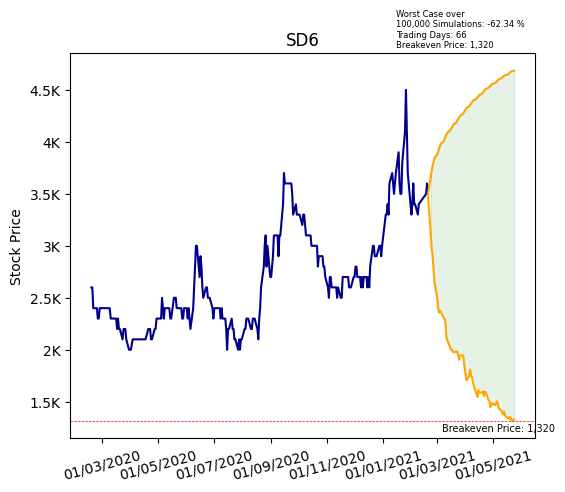 Worst Case over
100,000 Simulations: -62.34 %
Trading Days: 66
Breakeven Price: 1,320
SD6
Stock Price
4.5K
4K
3.5K
3K
2.5K
2K
1.5K
Breakeven Price: 1,320
01/03/2020
01/05/2020
01/07/2020
01/09/2020
01/11/2020
01/01/2021
01/03/2021
01/05/2021